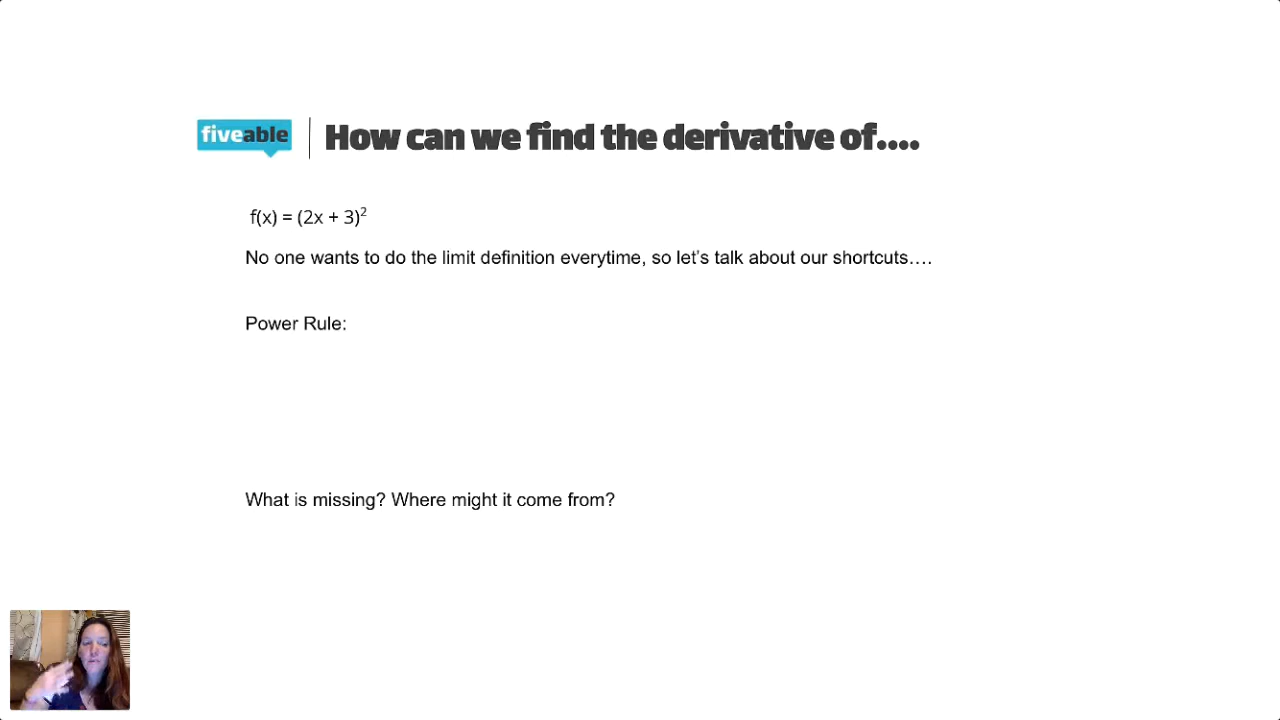 fiveable
How can we find the derivative of....
f(x) = (2x + 3)²
No one wants to do the limit definition everytime, so let's talk about our shortcuts....
Power Rule:
What is missing? Where might it come from?